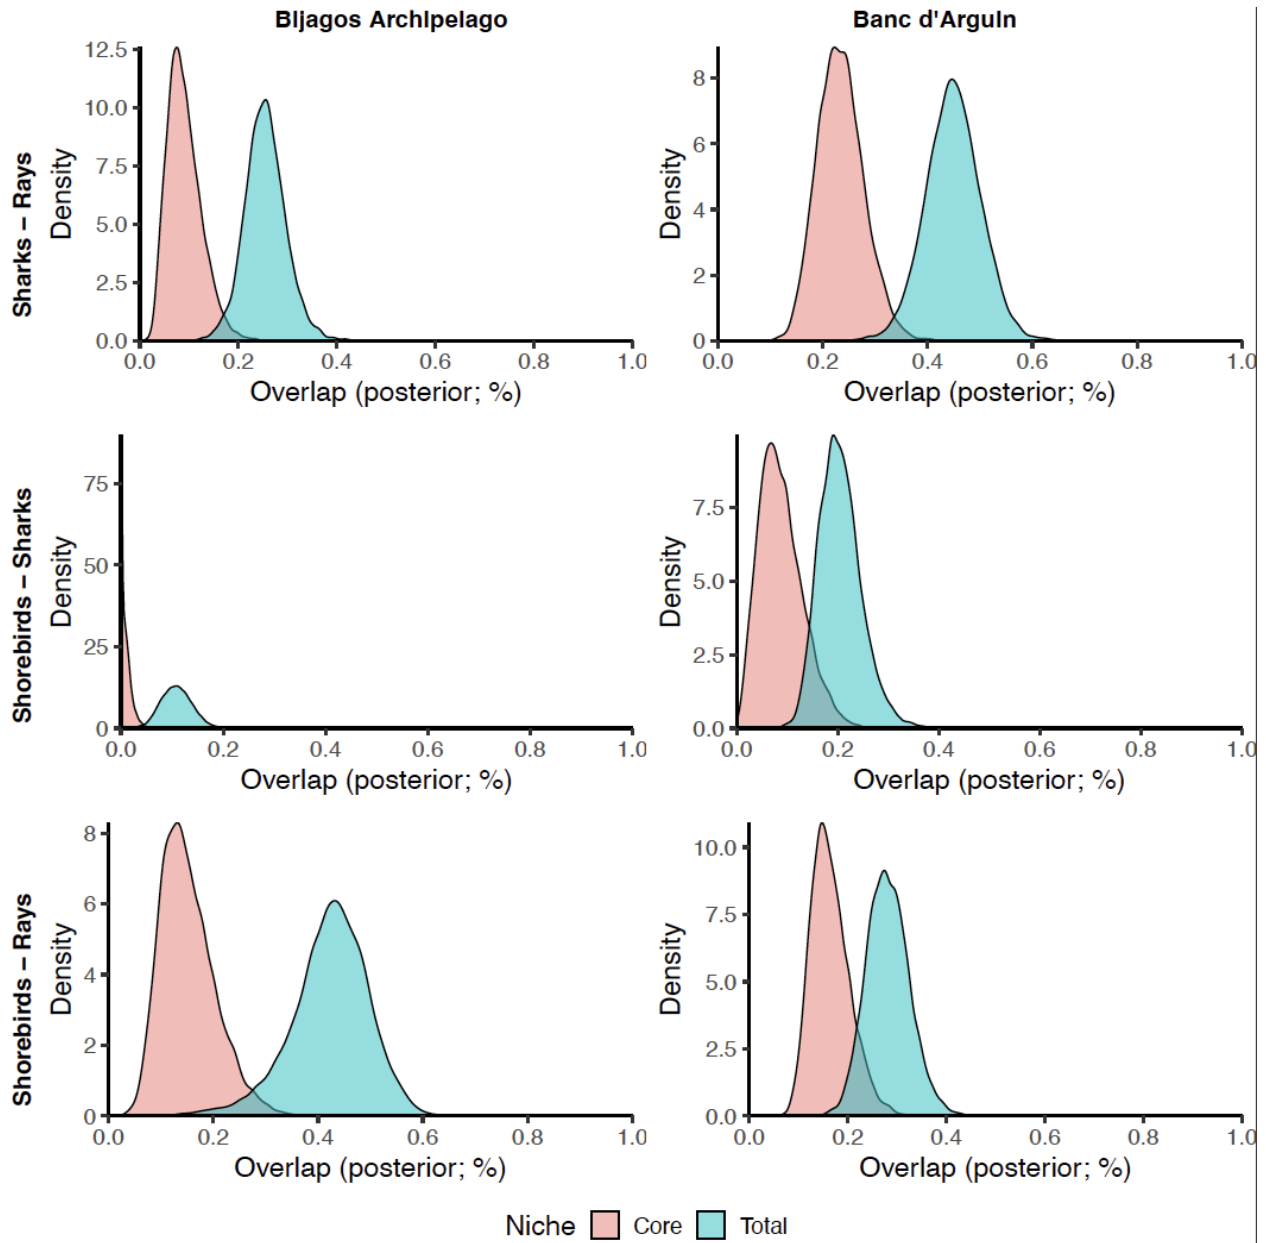 Bijagos Archipelago
Banc d'Arguin
Sharks – Rays
Density
12.5
10.0
7.5
5.0
2.5
0.0
0.0 0.2 0.4 0.6 0.8 1.0
Overlap (posterior; %)
Density
8
6
4
2
0
0.0 0.2 0.4 0.6 0.8 1.0
Overlap (posterior; %)
Shorebirds – Sharks
Density
75
50
25
0
0.0 0.2 0.4 0.6 0.8 1.0
Overlap (posterior; %)
Density
7.5
5.0
2.5
0.0
0.0 0.2 0.4 0.6 0.8 1.0
Overlap (posterior; %)
Shorebirds – Rays
Density
8
6
4
2
0
0.0 0.2 0.4 0.6 0.8 1.0
Overlap (posterior; %)
Density
10.0
7.5
5.0
2.5
0.0
0.0 0.2 0.4 0.6 0.8 1.0
Overlap (posterior; %)
Niche Core Total